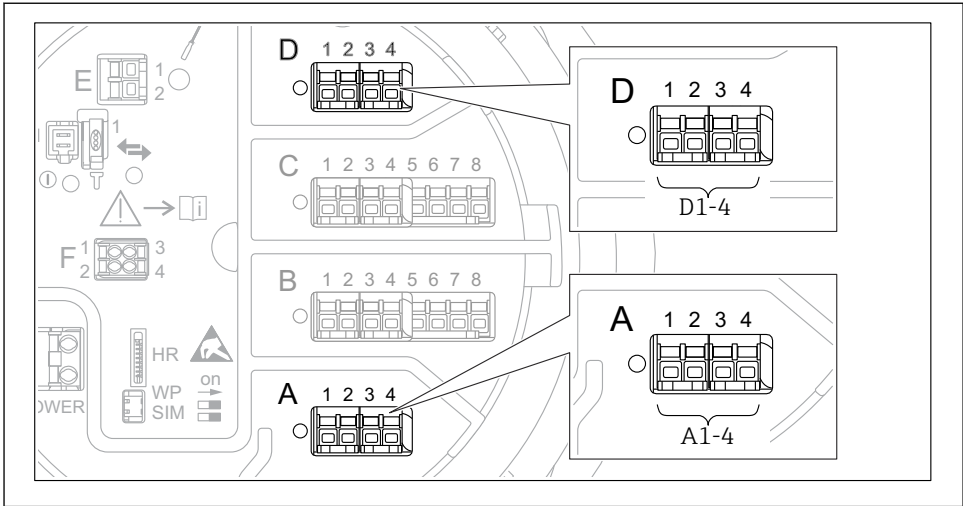 D 1 2 3 4
E 1
2
D 1 2 3 4
D1-4
1
C 1 2 3 4 5 6 7 8
i
F 1 3
2 4
B 1 2 3 4 5 6 7 8
A 1 2 3 4
A1-4
HR
WP on
SIM
OWER
A 1 2 3 4